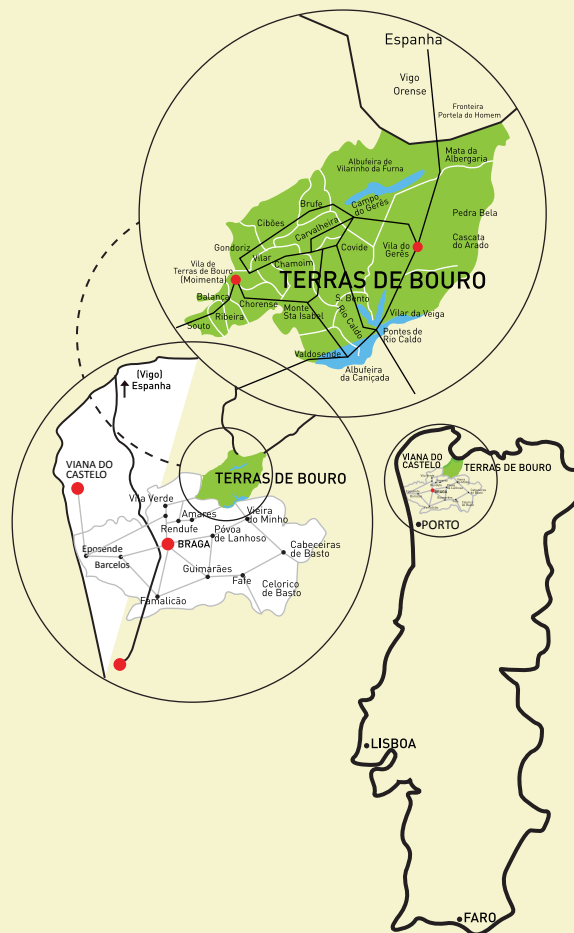 Espanha
Vigo
Orense
Fronteira
Portela do Homem
Mata da
Albergaria
Albufeira de
Vilarinho da Furna
Brufe
Campo
do Gerês
Pedra Bela
Cibões
Carvalheira
Cascata
do Arado
Gondoriz
Vilar
Covide
Vila do
Gerês
Chamoim
Vila de
Terras de Bouro
(Moimenta)
TERRAS DE BOURO
Balança
Chorense
S. Bento
Ribeira
Monte
Sta Isabel
Rio Caldo
Vilar da Veiga
Souto
Pontes de
Rio Caldo
Valdosende
Albufeira
da Caniçada
(Vigo)
Espanha
VIANA DO
CASTELO
TERRAS DE BOURO
Vila Verde
Amares
Vieira
do Minho
Rendufe
Póvoa
de Lanhoso
BRAGA
Cabeceiras
de Basto
Eposende
Barcelos
Guimarães
Fafe
Celorico
de Basto
Famalicão
VIANA DO
CASTELO
TERRAS DE BOURO
PORTO
LISBOA
FARO